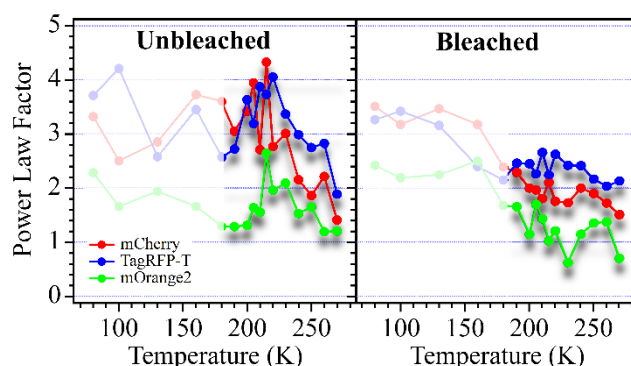 Unbleached
Bleached
Power Law Factor
5
4
3
2
1
0
mCherry
TagRFP-T
mOrange2
100
150
200
250
100
150
200
250
Temperature (K)
Temperature (K)